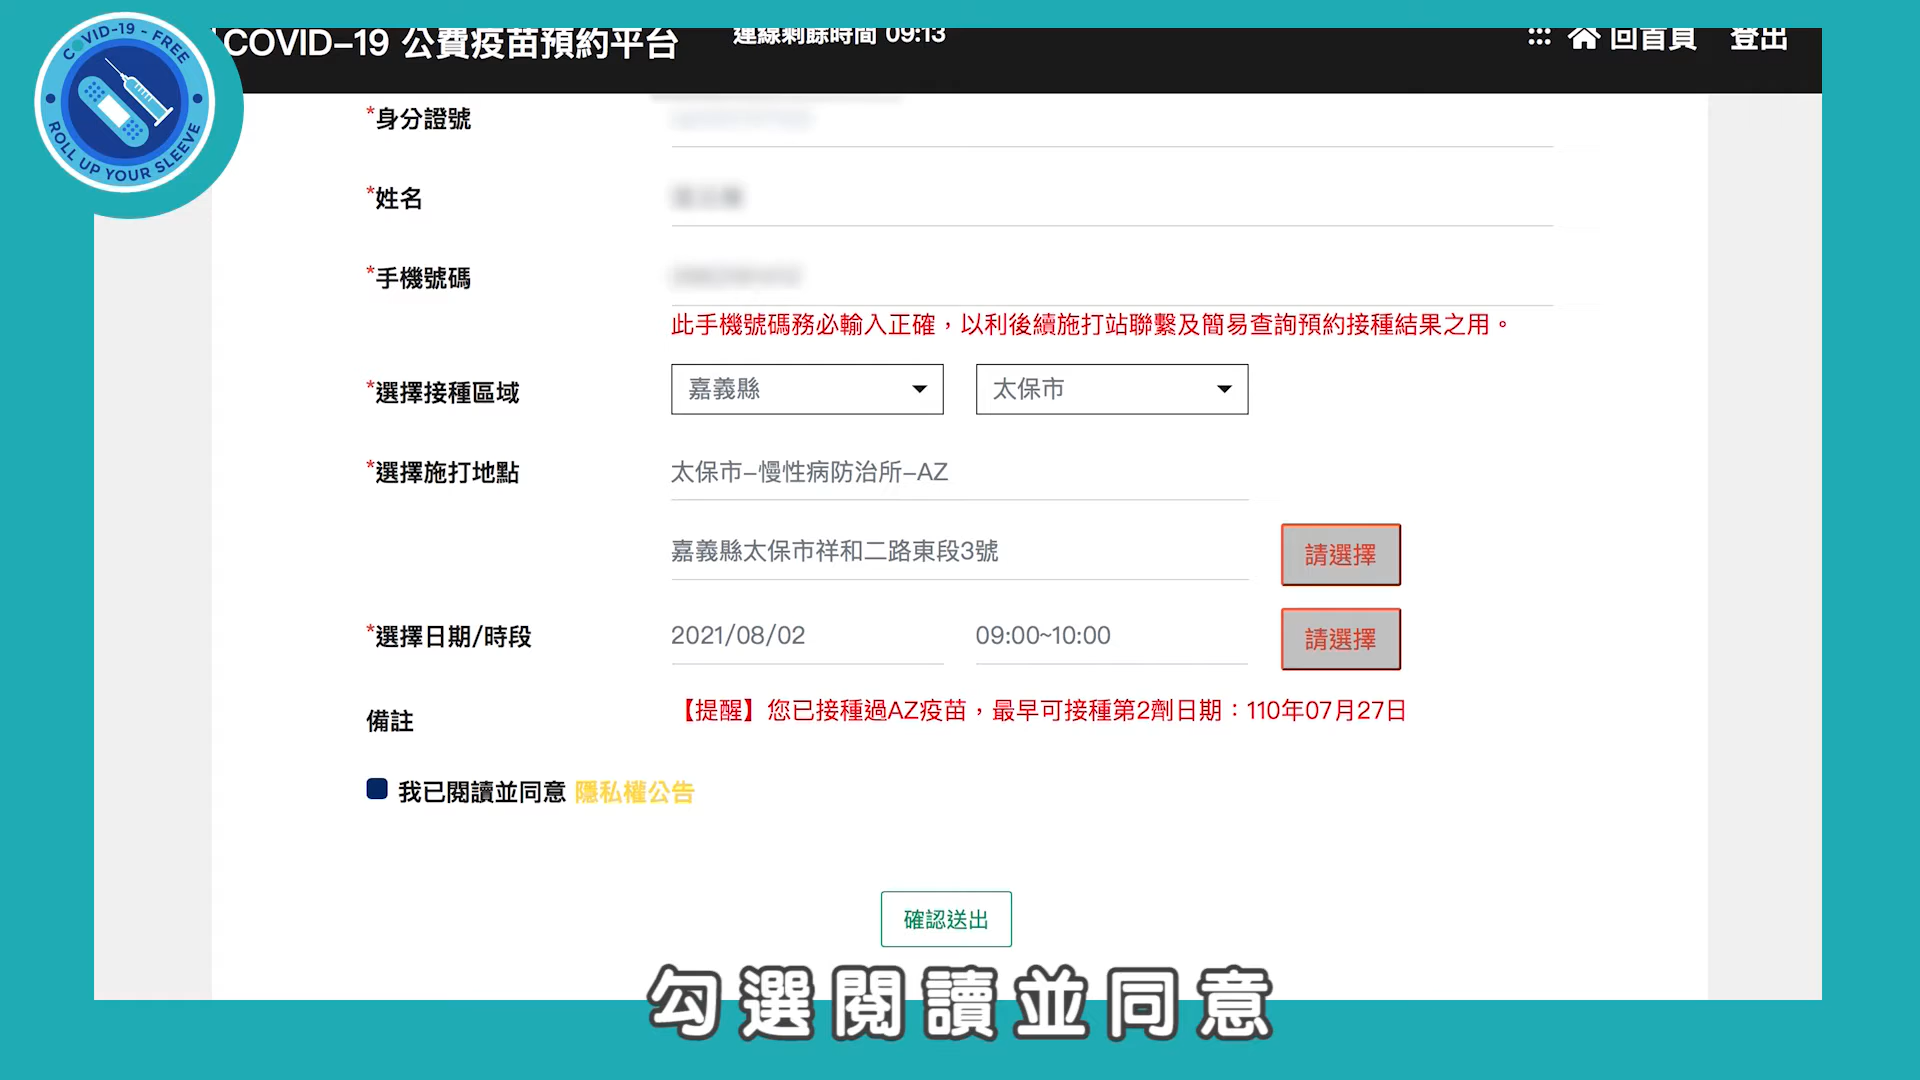 COVID-19 - FREE
ROLL UP YOUR SLEEVE
COVID-19 公費疫苗預約平台
連線剩餘時間 09:13
回首頁
登出
*身分證號
*姓名
*手機號碼
此手機號碼務必輸入正確，以利後續施打站聯繫及簡易查詢預約接種結果之用。
*選擇接種區域
嘉義縣
太保市
*選擇施打地點
太保市-慢性病防治所-AZ
嘉義縣太保市祥和二路東段3號
請選擇
*選擇日期/時段
2021/08/02
09:00~10:00
請選擇
備註
【提醒】您已接種過AZ疫苗，最早可接種第2劑日期：110年07月27日
我已閱讀並同意 隱私權公告
確認送出
勾選閱讀並同意